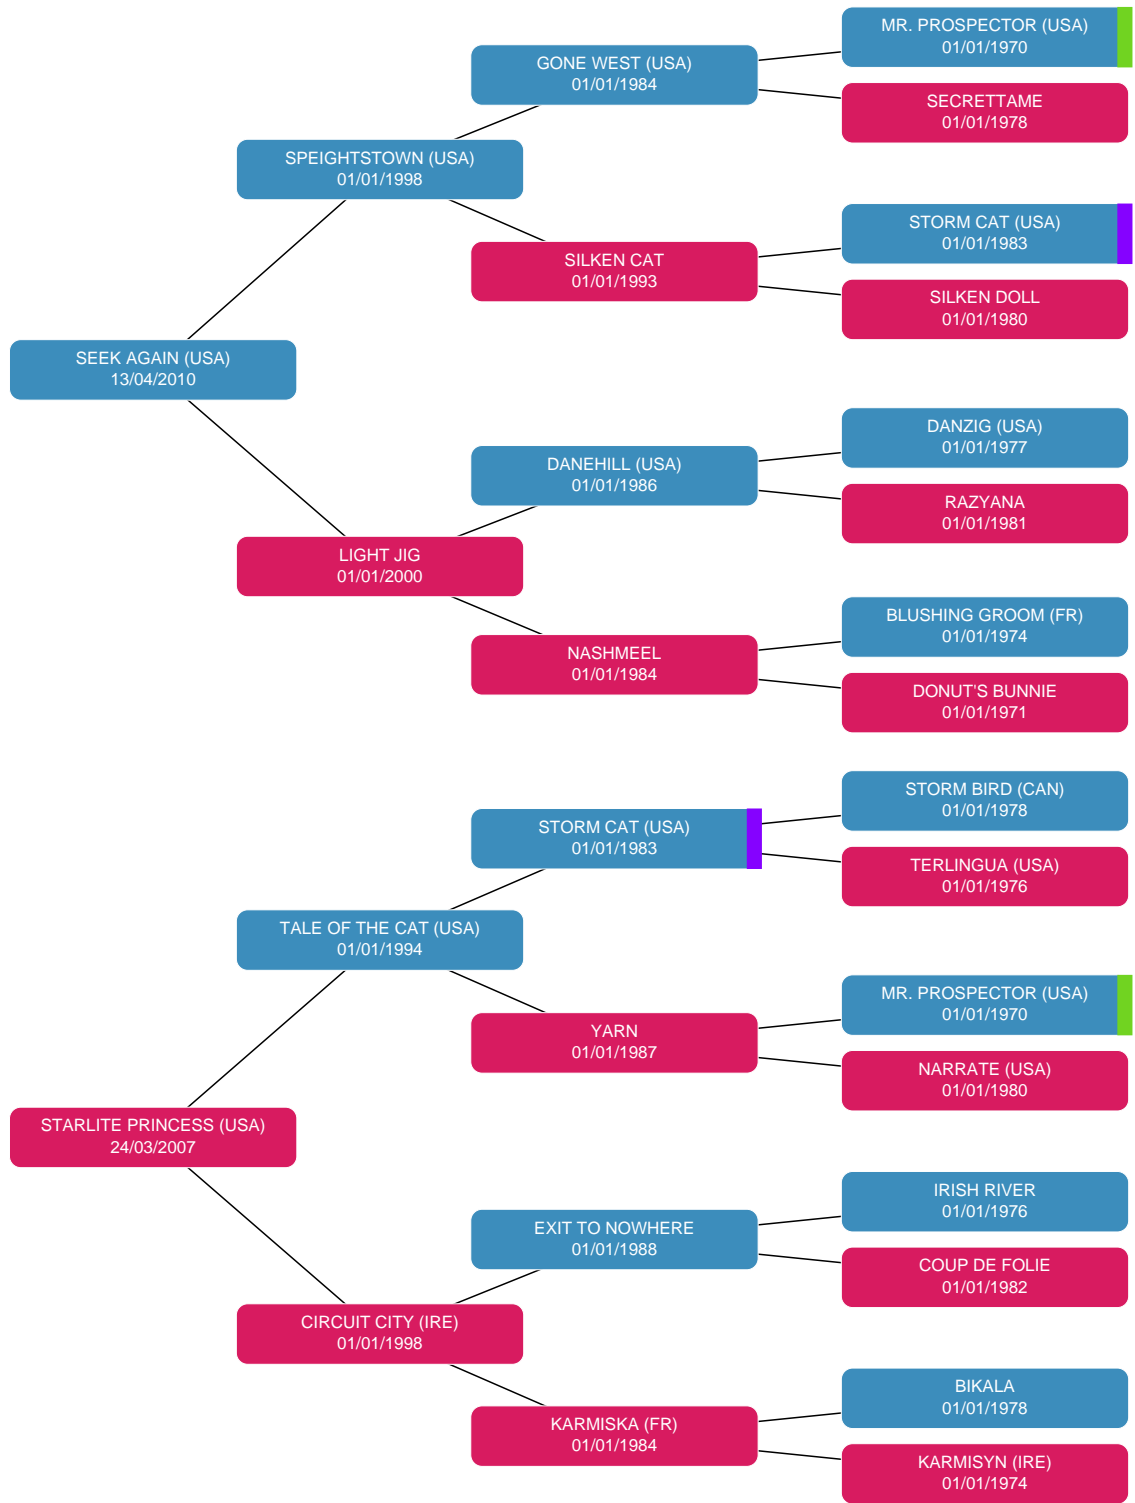 MR. PROSPECTOR (USA)
01/01/1970
GONE WEST (USA)
01/01/1984
SECRETTAME
01/01/1978
SPEIGHTSTOWN (USA)
01/01/1998
STORM CAT (USA)
01/01/1983
SILKEN CAT
01/01/1993
SILKEN DOLL
01/01/1980
SEEK AGAIN (USA)
13/04/2010
DANZIG (USA)
01/01/1977
DANEHILL (USA)
01/01/1986
RAZYANA
01/01/1981
LIGHT JIG
01/01/2000
BLUSHING GROOM (FR)
01/01/1974
NASHMEEL
01/01/1984
DONUT'S BUNNIE
01/01/1971
STORM BIRD (CAN)
01/01/1978
STORM CAT (USA)
01/01/1983
TERLINGUA (USA)
01/01/1976
TALE OF THE CAT (USA)
01/01/1994
MR. PROSPECTOR (USA)
01/01/1970
YARN
01/01/1987
NARRATE (USA)
01/01/1980
STARLITE PRINCESS (USA)
24/03/2007
IRISH RIVER
01/01/1976
EXIT TO NOWHERE
01/01/1988
COUP DE FOLIE
01/01/1982
CIRCUIT CITY (IRE)
01/01/1998
BIKALA
01/01/1978
KARMISKA (FR)
01/01/1984
KARMISYN (IRE)
01/01/1974